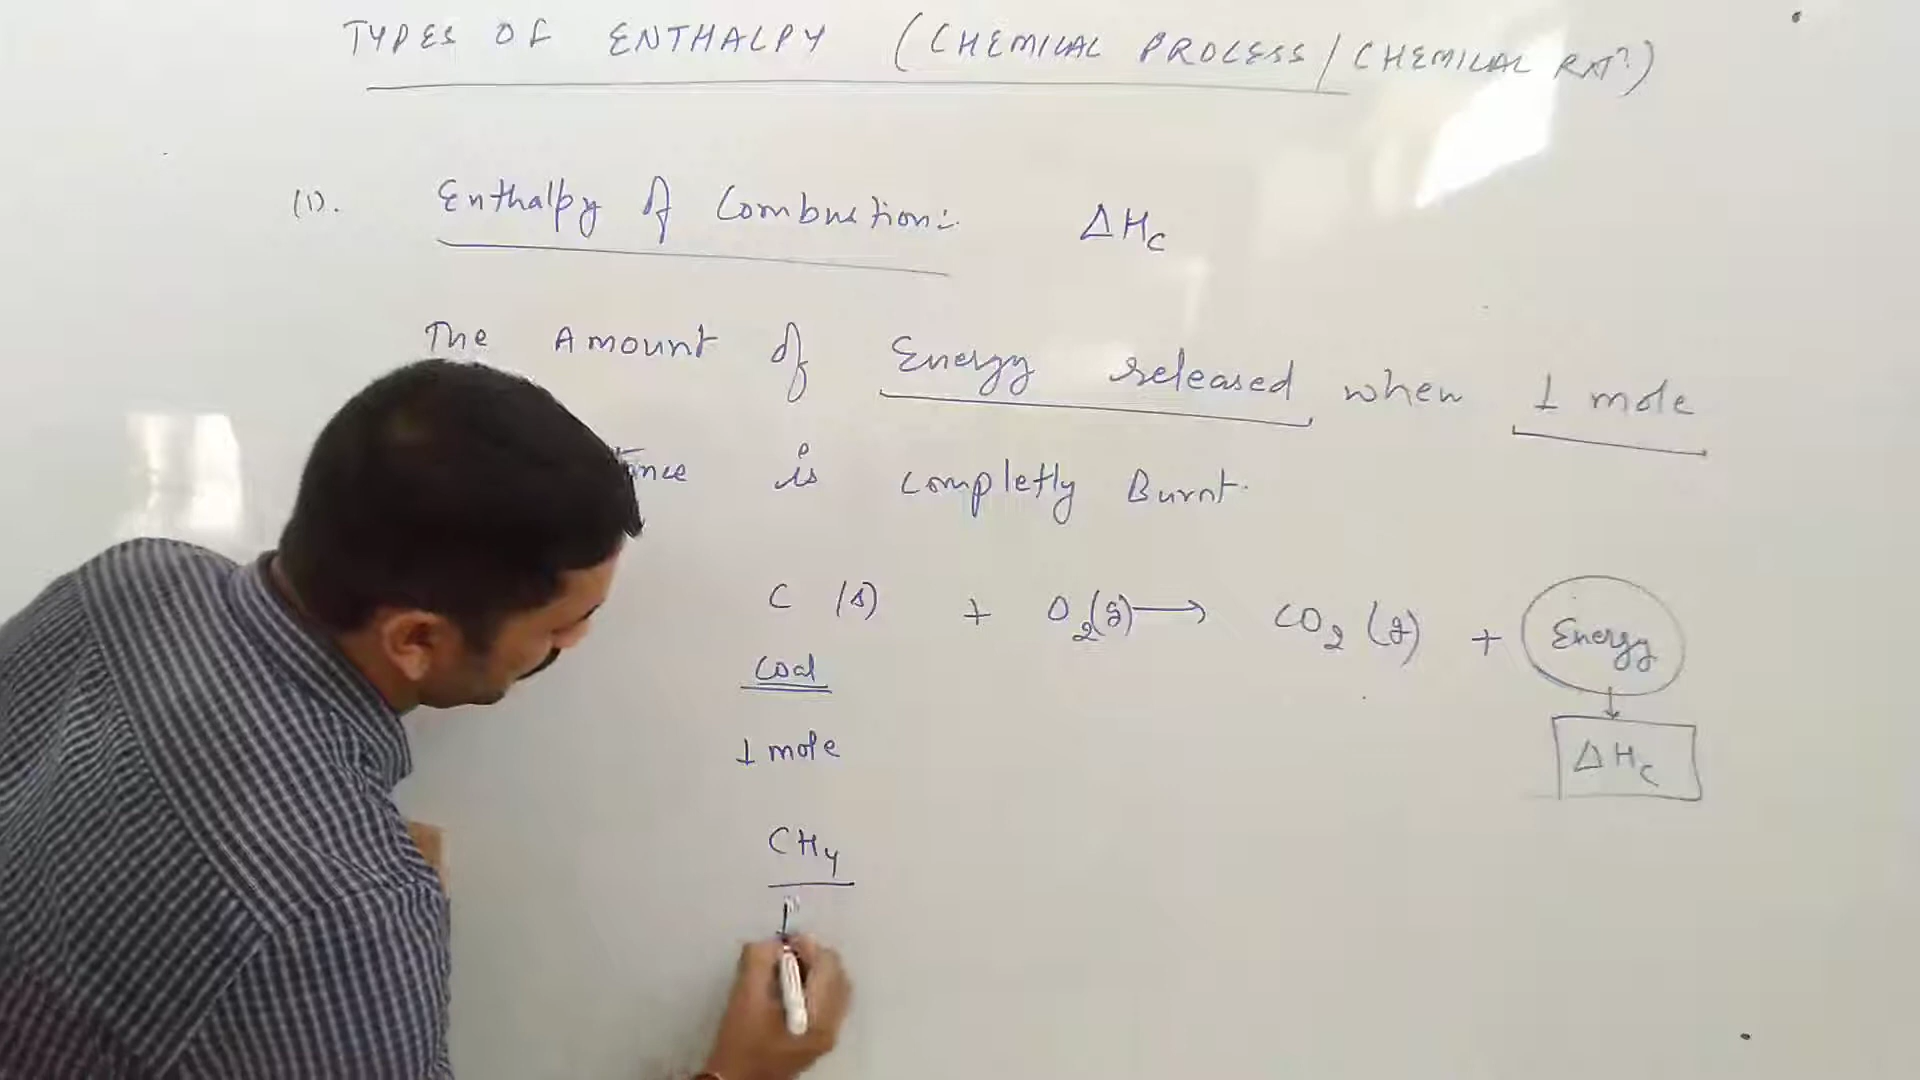 TYPES OF ENTHALPY (CHEMICAL PROCESS / CHEMICAL RXⁿ)
(1). Enthalpy of Combustion:- ΔHc
The Amount of Energy released when 1 mole
is completly Burnt.
C (s) + O₂(g) → CO₂ (g) + Energy
Coal
1 mole
ΔHc
CH₄
1